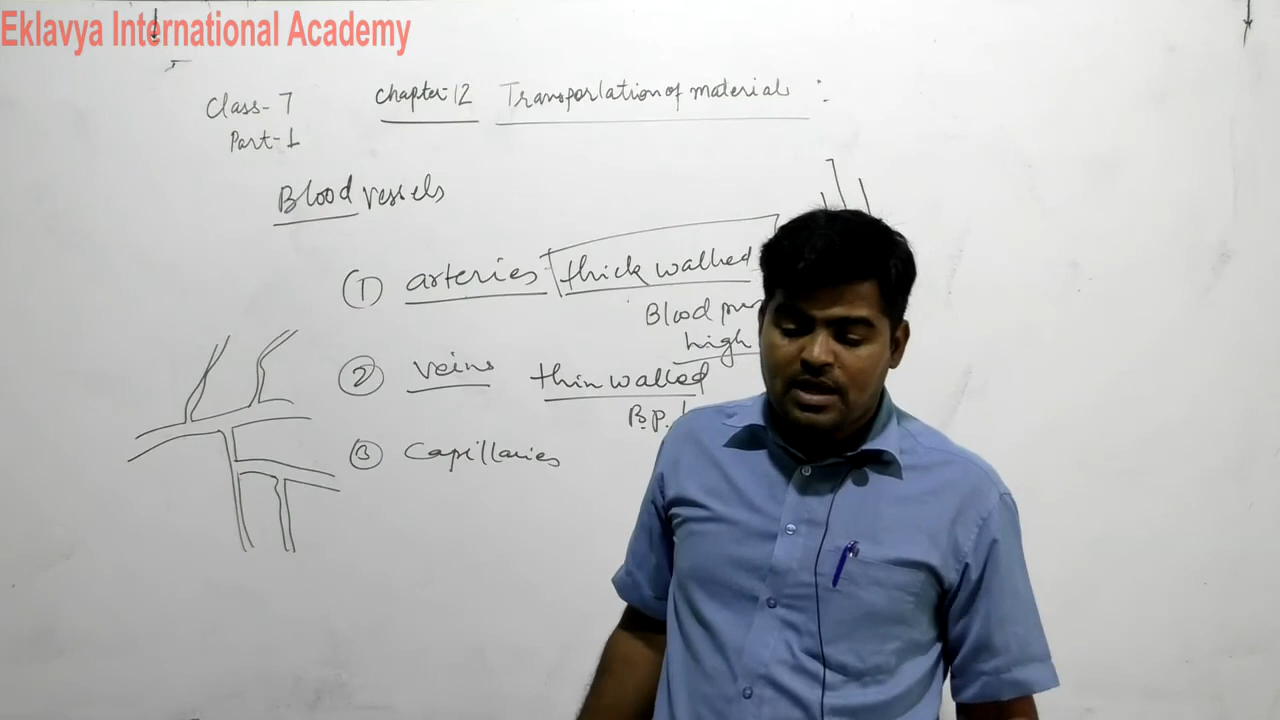 Eklavya International Academy
Class-7 Chapter-12 Transportation of materials :
Part-1
Blood vessels
① arteries thick walled
Blood
high
② veins thin walled
B.p.
③ Capillaries